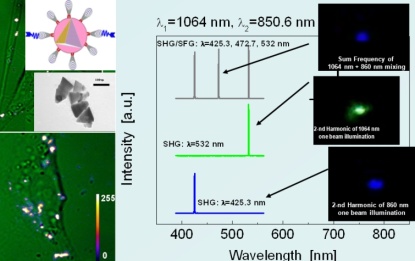 λ1=1064 nm, λ2=850.6 nm
SHG/SFG: λ=425.3, 472.7, 532 nm
Sum Frequency of
1064 nm + 860 nm mixing
SHG: λ=532 nm
2-nd Harmonic of 1064 nm
one beam illumination
SHG: λ=425.3 nm
2-nd Harmonic of 860 nm
one beam illumination
Intensity [a.u.]
255
0
400 500 600 700 800
Wavelength [nm]